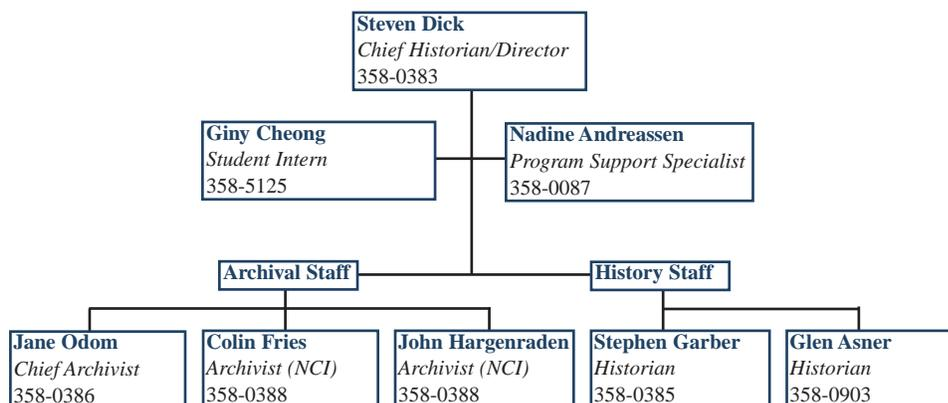 Steven Dick
Chief Historian/Director
358-0383
Giny Cheong
Student Intern
358-5125
Nadine Andreassen
Program Support Specialist
358-0087
Archival Staff
History Staff
Jane Odom
Chief Archivist
358-0386
Colin Fries
Archivist (NCI)
358-0388
John Hargenraden
Archivist (NCI)
358-0388
Stephen Garber
Historian
358-0385
Glen Asner
Historian
358-0903